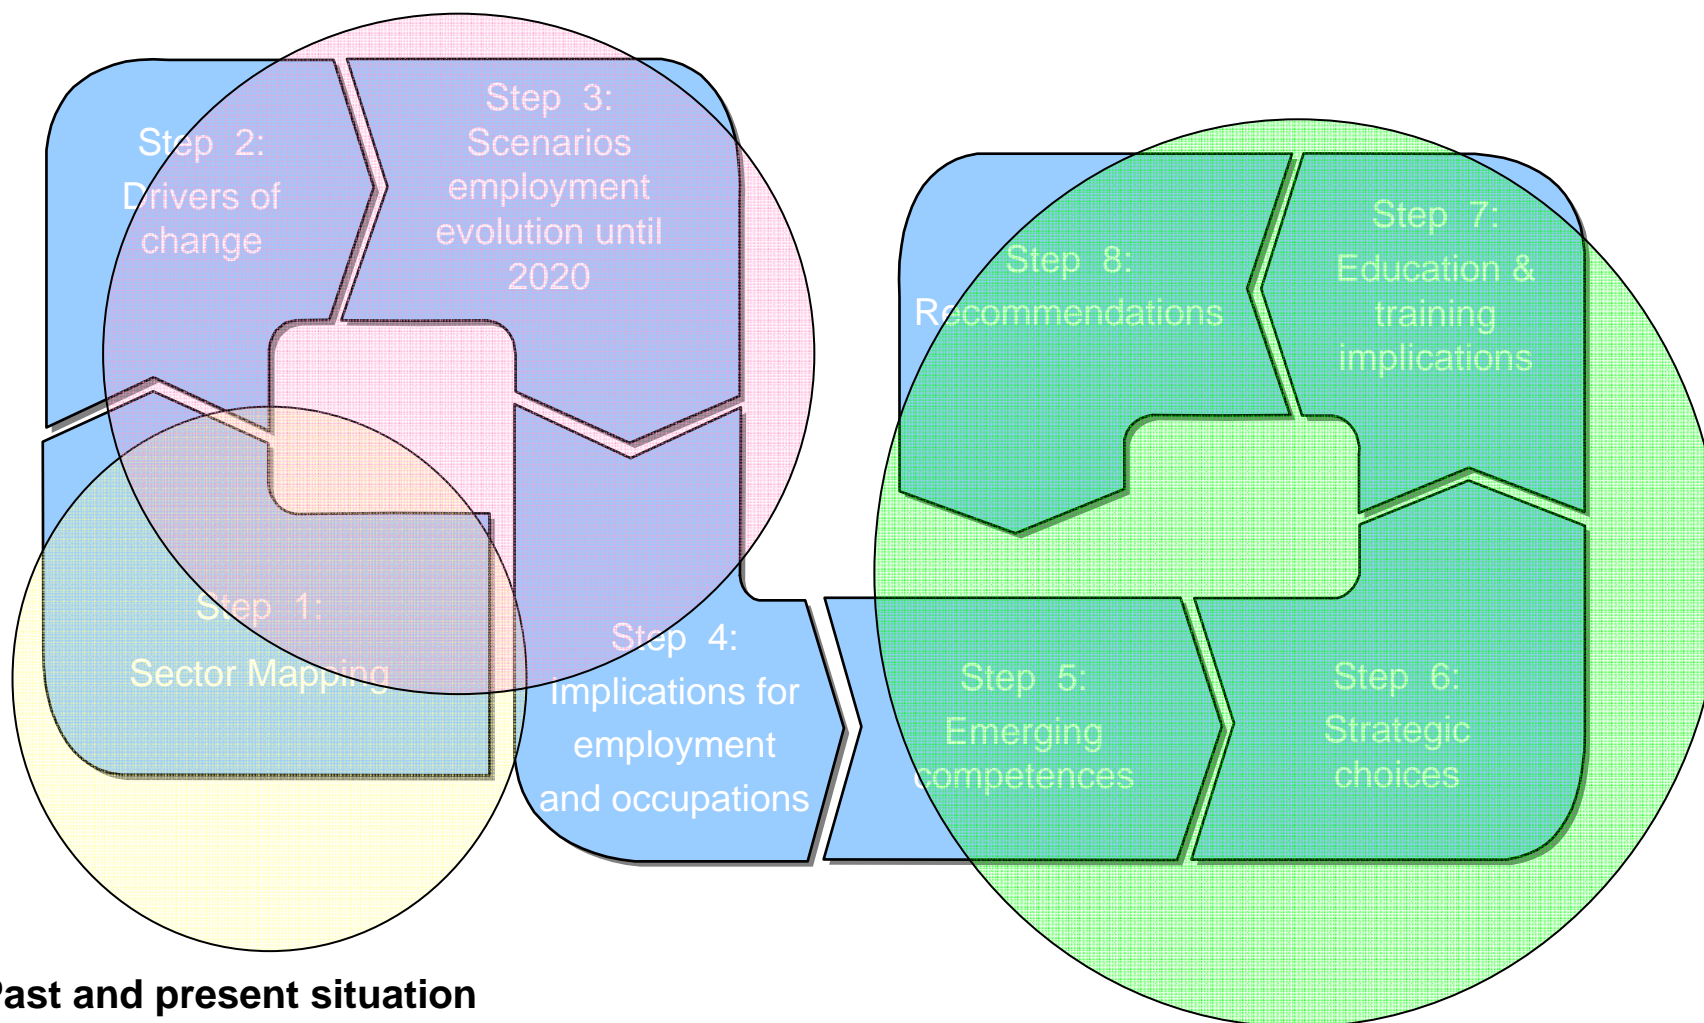 Step 1:
Sector Mapping
Step 2:
Drivers of
change
Step 3:
Scenarios
employment
evolution until
2020
Step 4:
Implications for
employment
and occupations
Step 5:
Emerging
competences
Step 6:
Strategic
choices
Step 7:
Education &
training
implications
Step 8:
Recommendations
Past and present situation